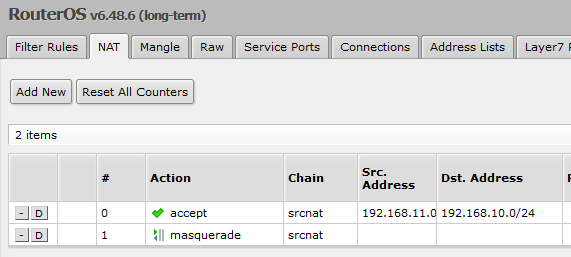 RouterOS v6.48.6 (long-term)
Filter Rules NAT Mangle Raw Service Ports Connections Address Lists Layer7
Add New Reset All Counters
2 items
# Action Chain Src. Address Dst. Address
- D 0 accept srcnat 192.168.11.0 192.168.10.0/24
- D 1 masquerade srcnat